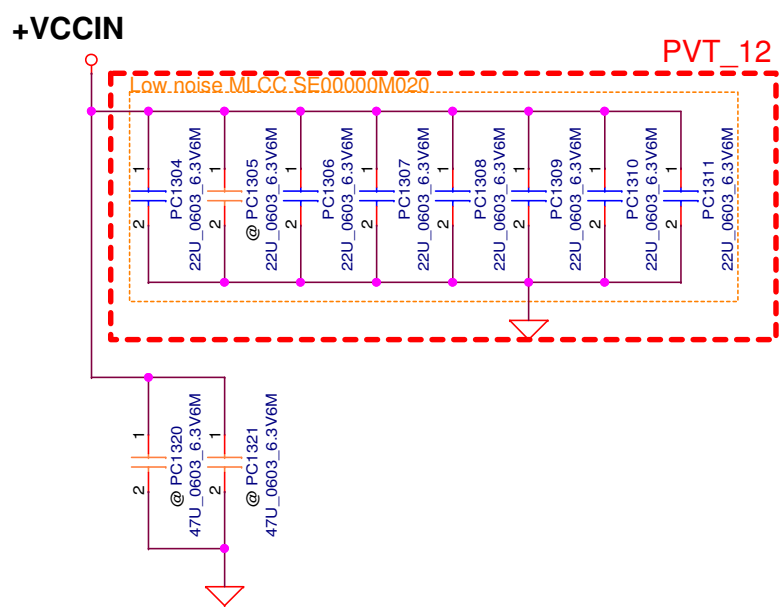 +VCCIN
PVT_12
Low noise MLCC SE00000M020
1
2
PC1304
22U_0603_6.3V6M
1
2
@ PC1305
22U_0603_6.3V6M
1
2
PC1306
22U_0603_6.3V6M
1
2
PC1307
22U_0603_6.3V6M
1
2
PC1308
22U_0603_6.3V6M
1
2
PC1309
22U_0603_6.3V6M
1
2
PC1310
22U_0603_6.3V6M
1
2
PC1311
22U_0603_6.3V6M
1
2
@ PC1320
47U_0603_6.3V6M
1
2
@ PC1321
47U_0603_6.3V6M